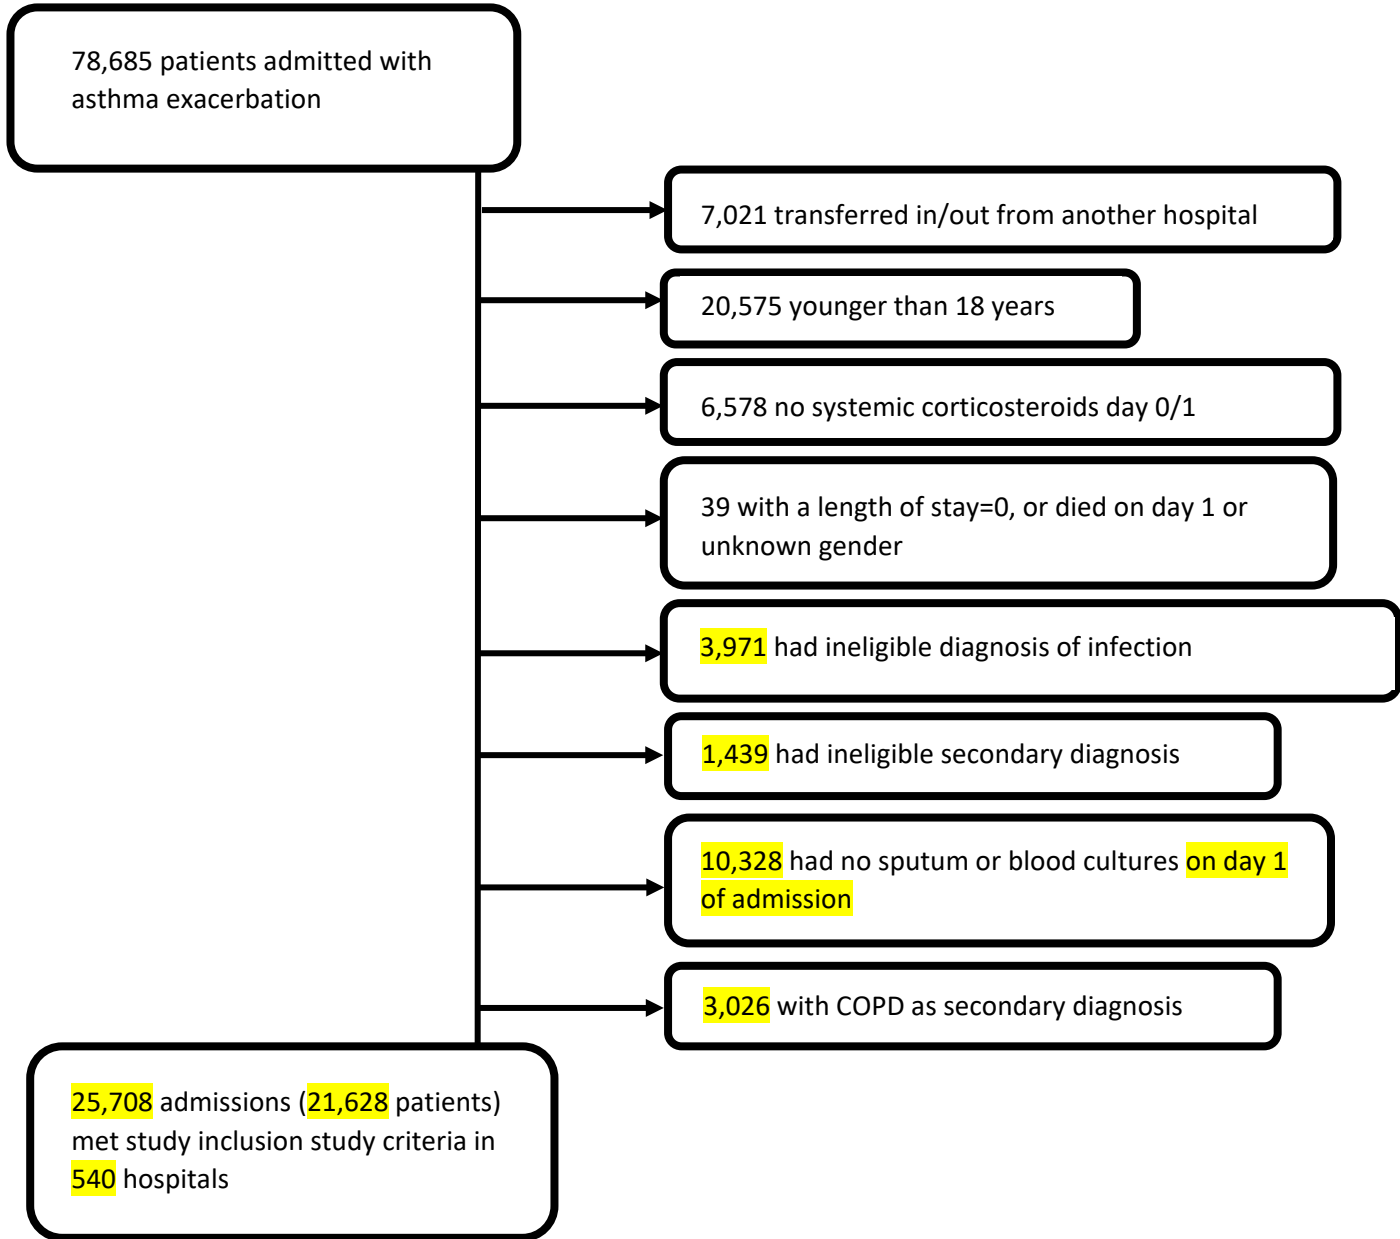 78,685 patients admitted with
asthma exacerbation
7,021 transferred in/out from another hospital
20,575 younger than 18 years
6,578 no systemic corticosteroids day 0/1
39 with a length of stay=0, or died on day 1 or
unknown gender
3,971 had ineligible diagnosis of infection
1,439 had ineligible secondary diagnosis
10,328 had no sputum or blood cultures on day 1
of admission
3,026 with COPD as secondary diagnosis
25,708 admissions (21,628 patients)
met study inclusion study criteria in
540 hospitals